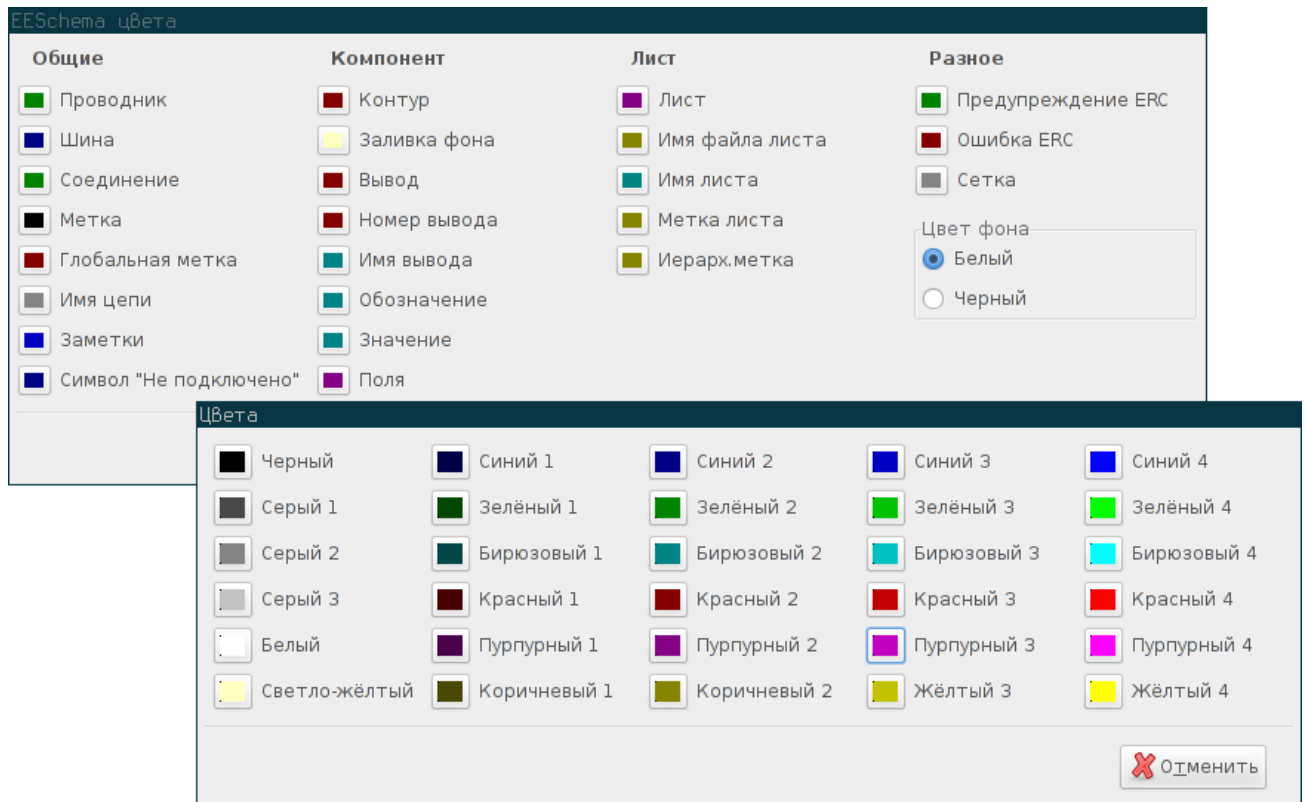 EESchema цвета
Общие Компонент Лист Разное
Проводник Контур Лист Предупреждение ERC
Шина Заливка фона Имя файла листа Ошибка ERC
Соединение Вывод Имя листа Сетка
Метка Номер вывода Метка листа
Цвет фона
Глобальная метка Имя вывода Иерарх.метка Белый
Имя цепи Обозначение Черный
Заметки Значение
Символ "Не подключено" Поля
Цвета
Черный Синий 1 Синий 2 Синий 3 Синий 4
Серый 1 Зелёный 1 Зелёный 2 Зелёный 3 Зелёный 4
Серый 2 Бирюзовый 1 Бирюзовый 2 Бирюзовый 3 Бирюзовый 4
Серый 3 Красный 1 Красный 2 Красный 3 Красный 4
Белый Пурпурный 1 Пурпурный 2 Пурпурный 3 Пурпурный 4
Светло-жёлтый Коричневый 1 Коричневый 2 Жёлтый 3 Жёлтый 4
Отменить